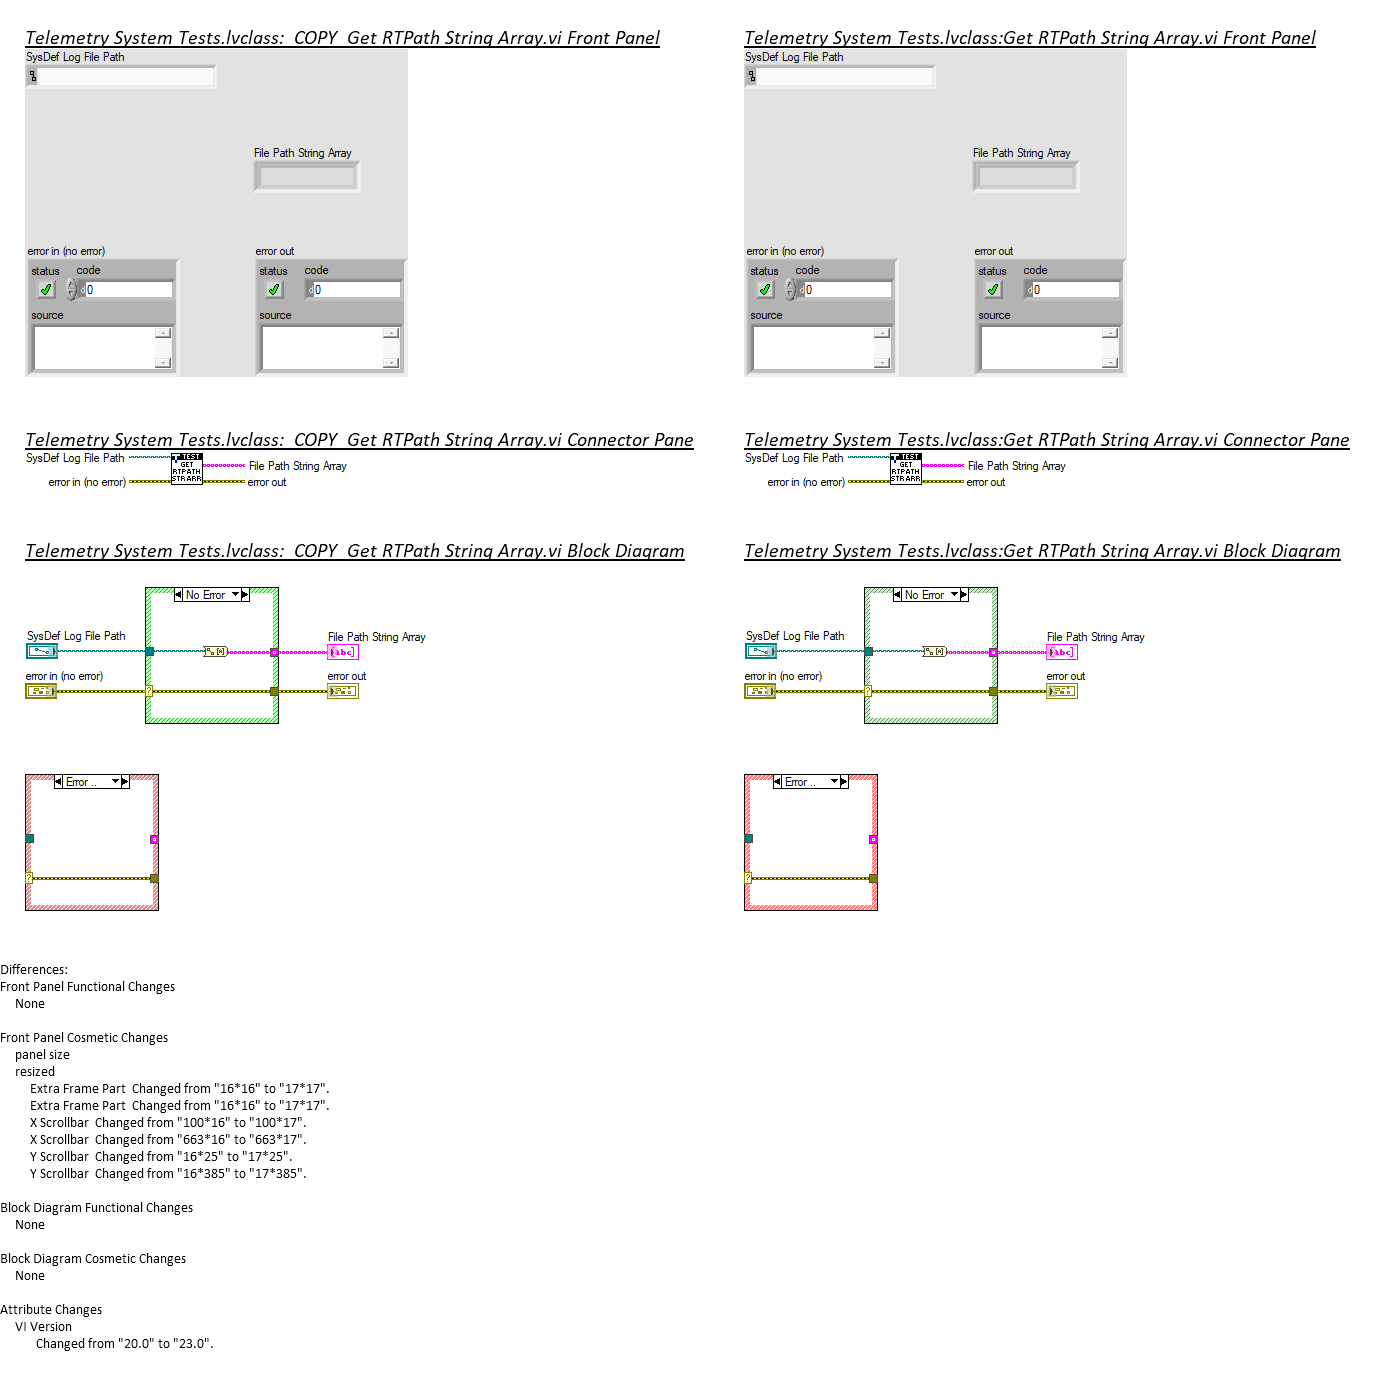 Telemetry System Tests.lvclass:_COPY_Get RTPath String Array.vi Front Panel
SysDef Log File Path
File Path String Array
error in (no error)
error out
status
code
d0
status
code
d0
source
source
Telemetry System Tests.lvclass:Get RTPath String Array.vi Front Panel
SysDef Log File Path
File Path String Array
error in (no error)
error out
status
code
d0
status
code
d0
source
source
Telemetry System Tests.lvclass:_COPY_Get RTPath String Array.vi Connector Pane
SysDef Log File Path
TEST
GET
RTPATH
STR ARR
File Path String Array
error in (no error)
error out
Telemetry System Tests.lvclass:Get RTPath String Array.vi Connector Pane
SysDef Log File Path
TEST
GET
RTPATH
STR ARR
File Path String Array
error in (no error)
error out
Telemetry System Tests.lvclass:_COPY_Get RTPath String Array.vi Block Diagram
No Error
SysDef Log File Path
File Path String Array
abc
error in (no error)
error out
?
Error ..
?
Telemetry System Tests.lvclass:Get RTPath String Array.vi Block Diagram
No Error
SysDef Log File Path
File Path String Array
abc
error in (no error)
error out
?
Error ..
?
Differences:
Front Panel Functional Changes
None
Front Panel Cosmetic Changes
panel size
resized
Extra Frame Part  Changed from "16*16" to "17*17".
Extra Frame Part  Changed from "16*16" to "17*17".
X Scrollbar  Changed from "100*16" to "100*17".
X Scrollbar  Changed from "663*16" to "663*17".
Y Scrollbar  Changed from "16*25" to "17*25".
Y Scrollbar  Changed from "16*385" to "17*385".
Block Diagram Functional Changes
None
Block Diagram Cosmetic Changes
None
Attribute Changes
VI Version
Changed from "20.0" to "23.0".